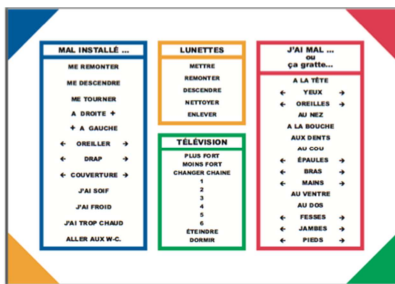 MAL INSTALLÉ ...
ME REMONTER
ME DESCENDRE
ME TOURNER
A DROITE +
+ A GAUCHE
← OREILLER →
← DRAP →
← COUVERTURE →
J'AI SOIF
J'AI FROID
J'AI TROP CHAUD
ALLER AUX W-C.
LUNETTES
METTRE
REMONTER
DESCENDRE
NETTOYER
ENLEVER
TÉLÉVISION
PLUS FORT
MOINS FORT
CHANGER CHAINE
1
2
3
4
5
6
ÉTEINDRE
DORMIR
J'AI MAL ...
ou
ça gratte...
A LA TÊTE
← YEUX →
← OREILLES →
AU NEZ
A LA BOUCHE
AUX DENTS
AU COU
← ÉPAULES →
← BRAS →
← MAINS →
AU VENTRE
AU DOS
← FESSES →
← JAMBES →
← PIEDS →